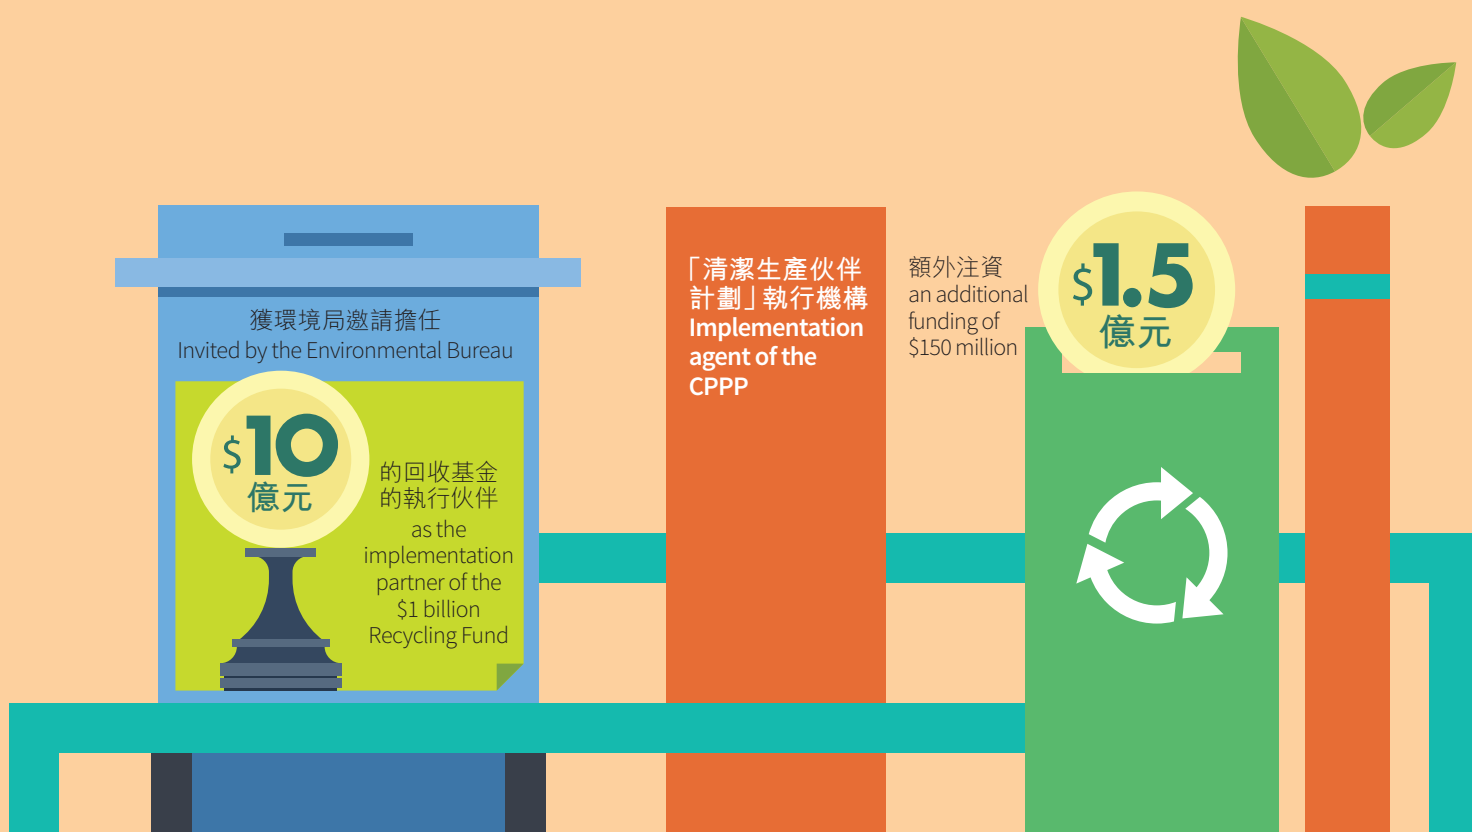 獲環境局邀請擔任
Invited by the Environmental Bureau
$10
億元
的回收基金
的執行伙伴
as the
implementation
partner of the
$1 billion
Recycling Fund
「清潔生產伙伴
計劃」執行機構
Implementation
agent of the
CPPP
額外注資
an additional
funding of
$150 million
$1.5
億元